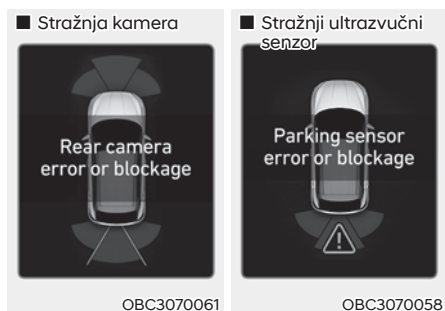 ■ Stražnja kamera
Rear camera
error or blockage
OBC3070061
■ Stražnji ultrazvučni
senzor
Parking sensor
error or blockage
OBC3070058